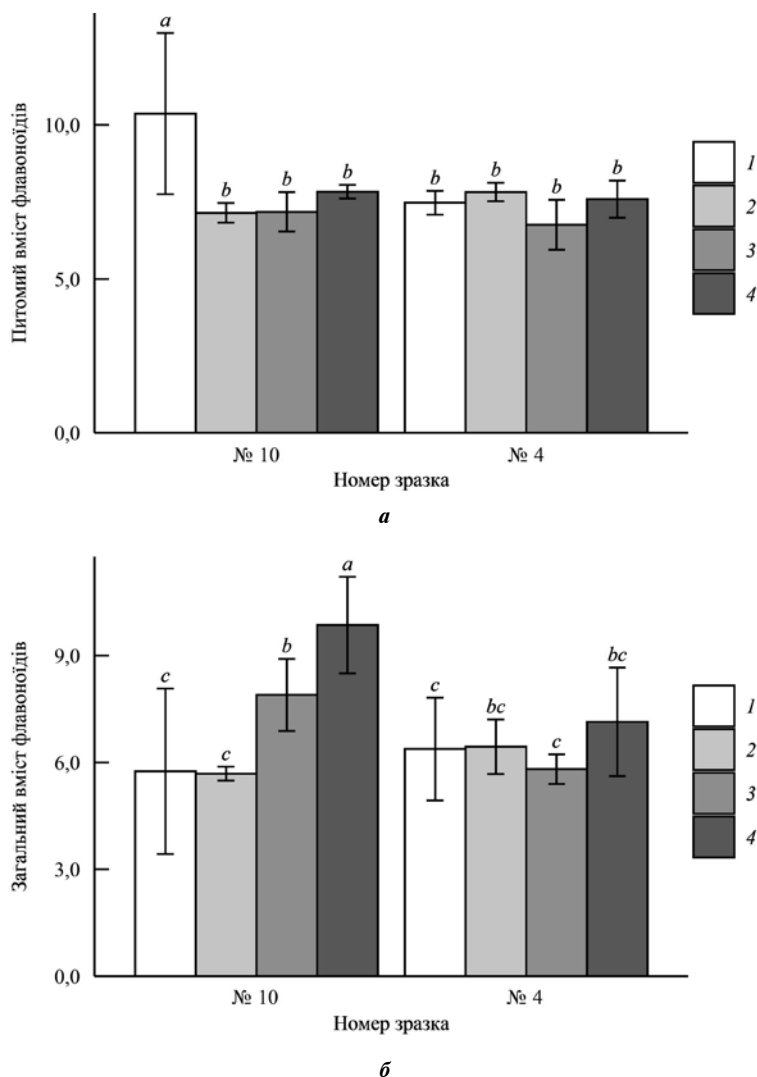 Питомий вміст флавоноїдів
10,0
5,0
0,0
a
b
b
b
b
b
b
b
1
2
3
4
№ 10
№ 4
Номер зразка
а
Загальний вміст флавоноїдів
9,0
6,0
3,0
0,0
c
c
b
a
c
bc
c
bc
1
2
3
4
№ 10
№ 4
Номер зразка
б